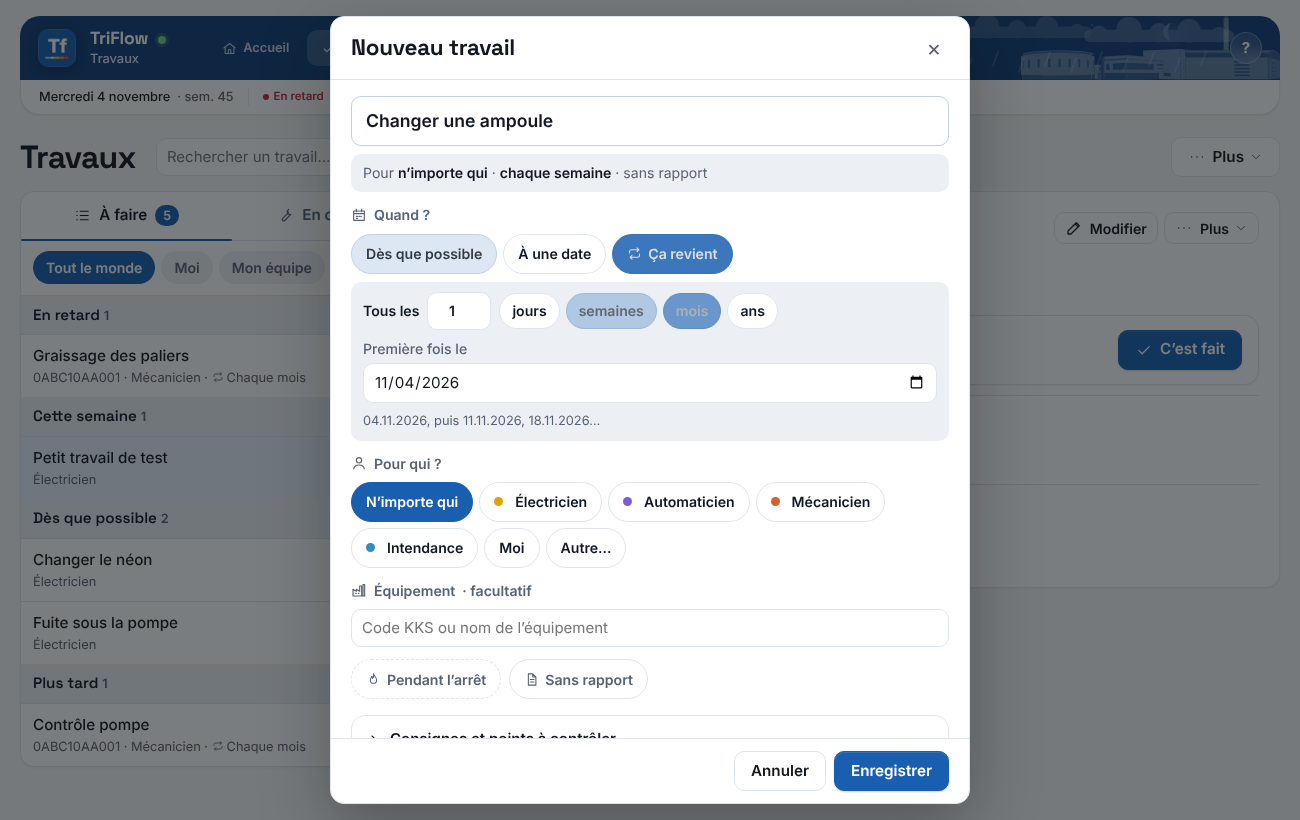 Tf
TriFlow
Travaux
Accueil
?
Mercredi 4 novembre · sem. 45
En retard
Travaux
Rechercher un travail...
··· Plus
À faire 5
Modifier
··· Plus
Tout le monde
Moi
Mon équipe
En retard 1
Graissage des paliers
0ABC10AA001 · Mécanicien · Chaque mois
Cette semaine 1
Petit travail de test
Électricien
Dès que possible 2
Changer le néon
Électricien
Fuite sous la pompe
Électricien
Plus tard 1
Contrôle pompe
0ABC10AA001 · Mécanicien · Chaque mois
C’est fait
Nouveau travail
Changer une ampoule
Pour n’importe qui · chaque semaine · sans rapport
Quand ?
Dès que possible
À une date
Ça revient
Tous les 1 jours semaines mois ans
Première fois le
11/04/2026
04.11.2026, puis 11.11.2026, 18.11.2026…
Pour qui ?
N’importe qui
Électricien
Automaticien
Mécanicien
Intendance
Moi
Autre…
Équipement · facultatif
Code KKS ou nom de l’équipement
Pendant l’arrêt
Sans rapport
Consignes et points à contrôler
Annuler
Enregistrer